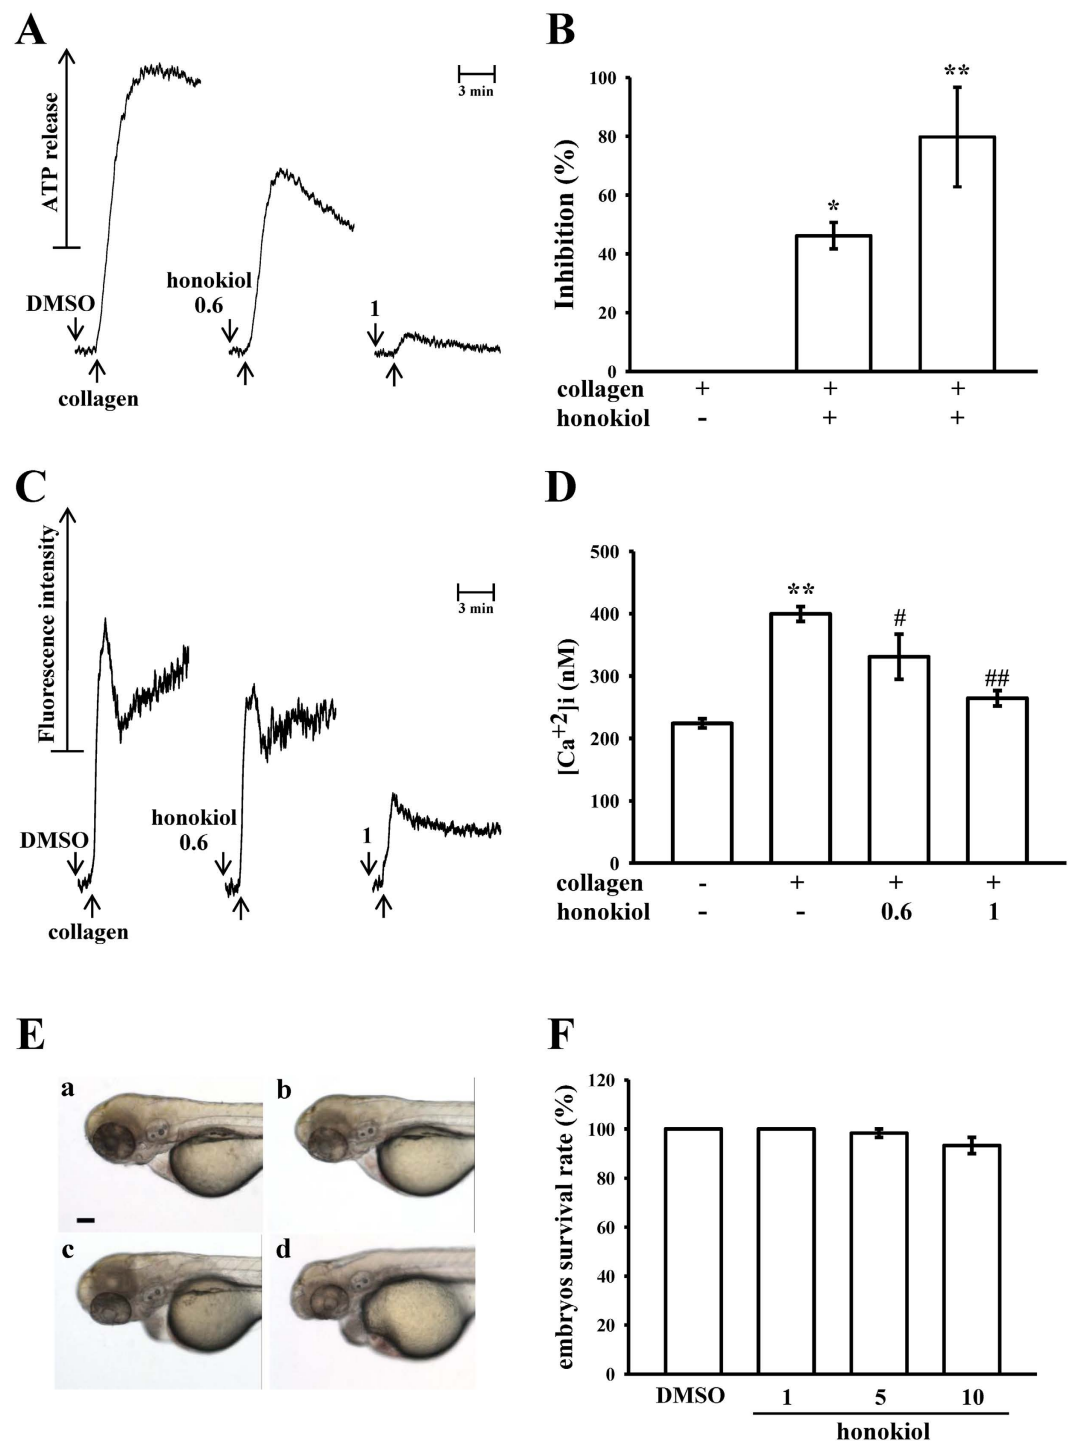 A
ATP release
3 min
DMSO
honokiol
0.6
1
collagen
B
**
*
Inhibition (%)
100
80
60
40
20
0
collagen + + +
honokiol - + +
C
Fluorescence intensity
3 min
DMSO
honokiol
0.6
1
collagen
D
**
#
##
[Ca+2]i (nM)
500
400
300
200
100
0
collagen - + + +
honokiol - - 0.6 1
E
a
b
c
d
F
embryos survival rate (%)
120
100
80
60
40
20
0
DMSO 1 5 10
honokiol